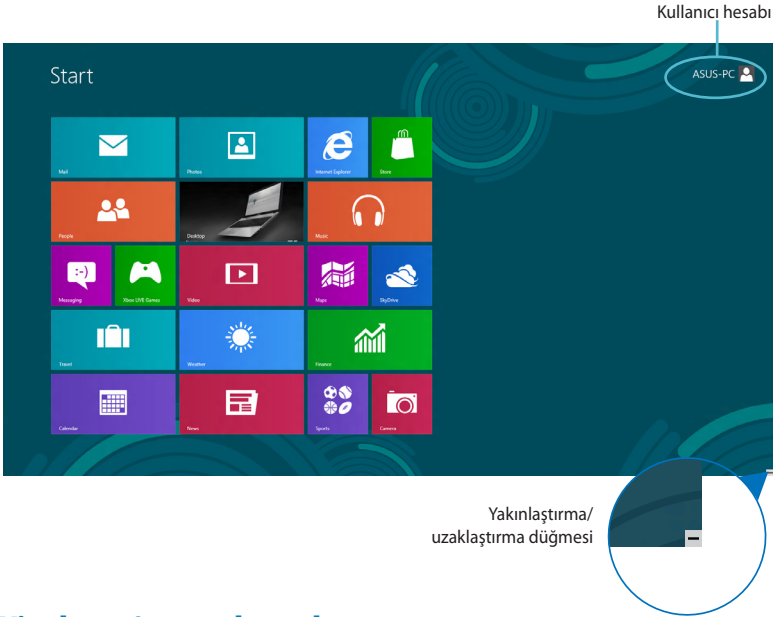 Kullanıcı hesabı
Start
ASUS-PC
Mail
Photos
Internet Explorer
Store
People
Desktop
Music
Messaging
Xbox LIVE Games
Video
Maps
SkyDrive
Travel
Weather
Finance
Calendar
News
Sports
Camera
Yakınlaştırma/
uzaklaştırma düğmesi